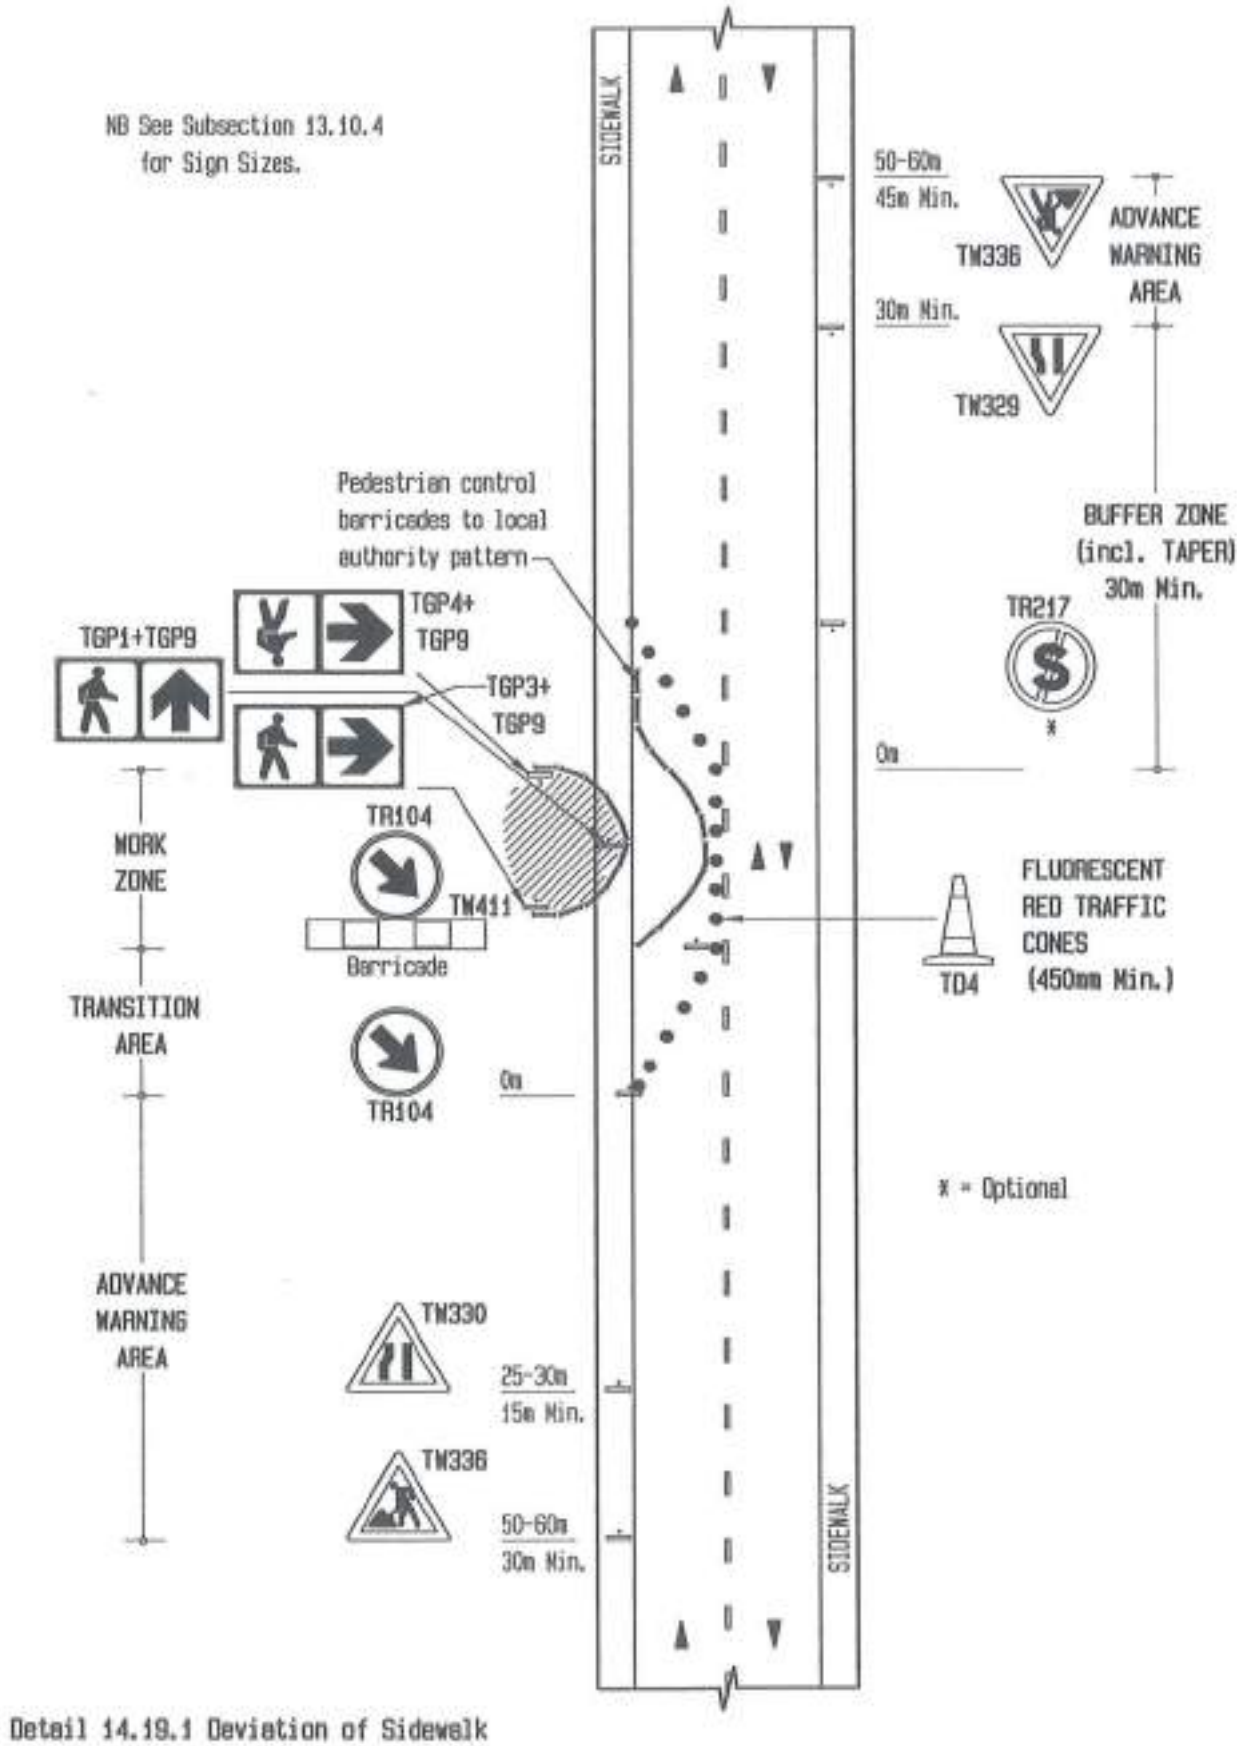 SIDEWALK
NB See Subsection 13.10.4
for Sign Sizes.
50-60m
45m Min.
TW336
ADVANCE
WARNING
AREA
30m Min.
TW329
Pedestrian control
barricades to local
authority pattern
BUFFER ZONE
(incl. TAPER)
30m Min.
TR217
S
*
TGP4+
TGP9
TGP1+TGP9
TGP3+
TGP9
0m
WORK
ZONE
TR104
TW411
Barricade
FLUORESCENT
RED TRAFFIC
CONES
(450mm Min.)
TD4
TRANSITION
AREA
TR104
0m
* = Optional
ADVANCE
WARNING
AREA
TW330
25-30m
15m Min.
TW336
50-60m
30m Min.
SIDEWALK
Detail 14.19.1 Deviation of Sidewalk